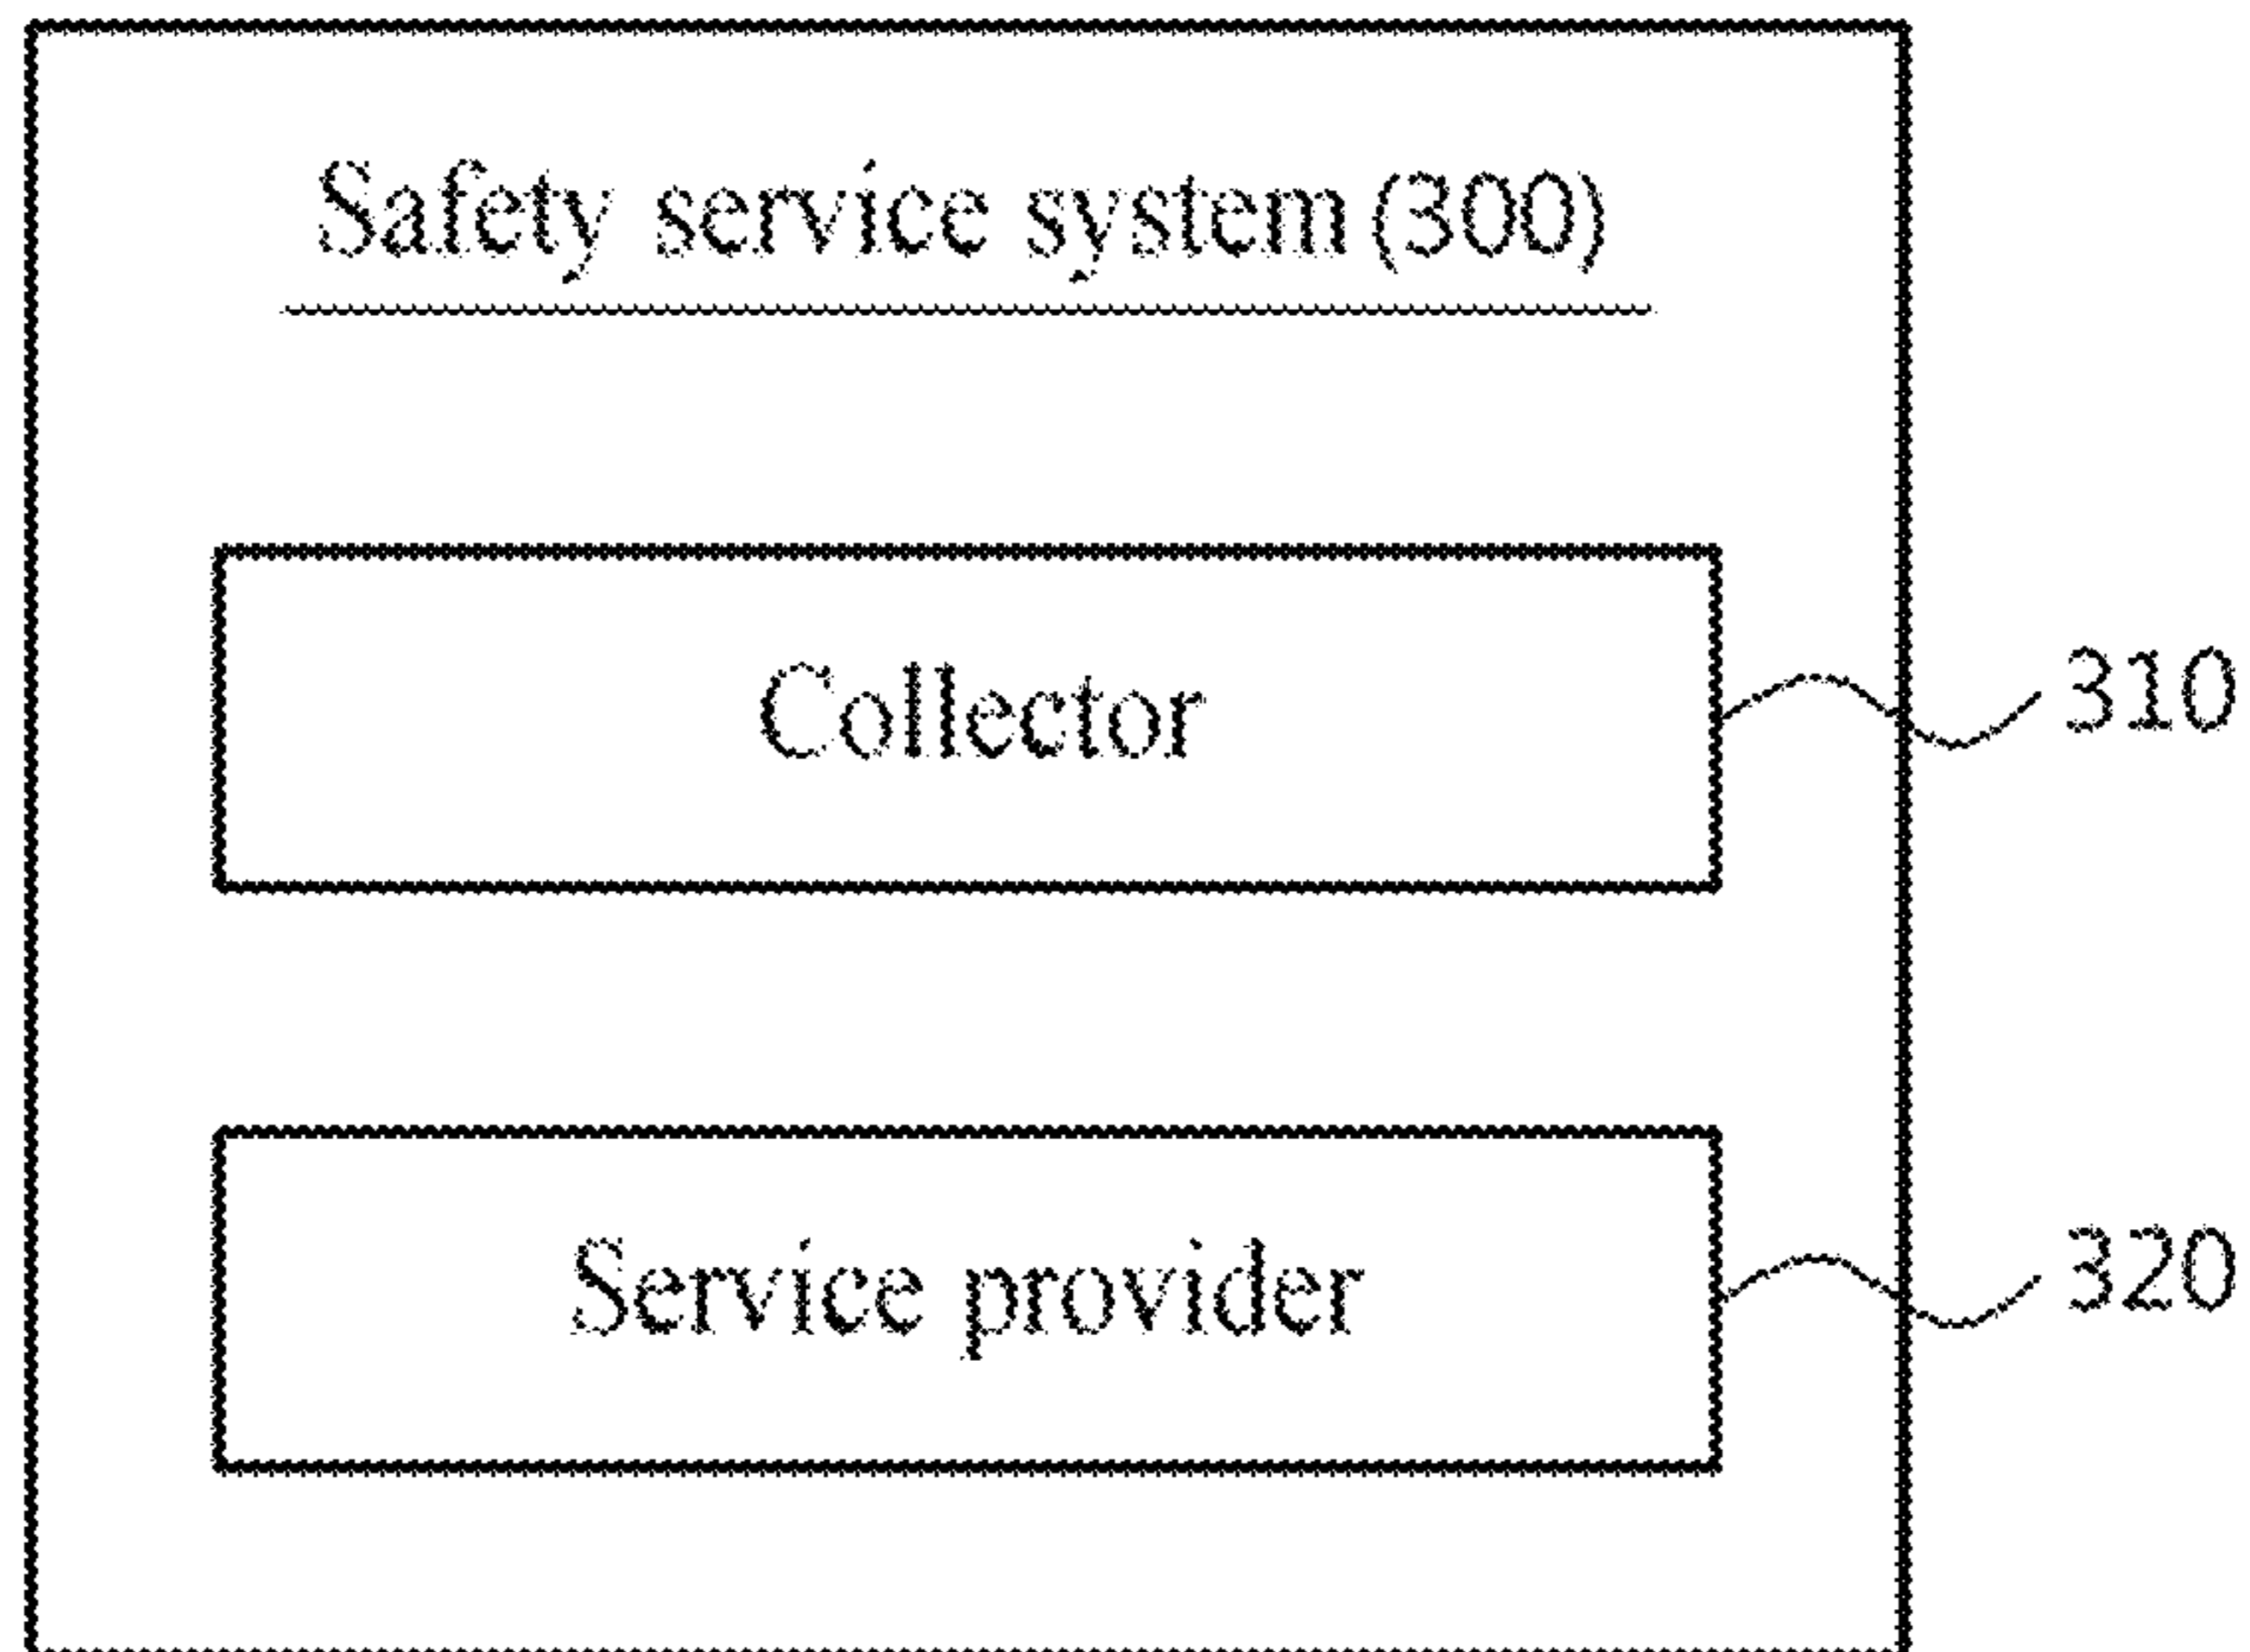 Safety service system (300)
Collector
310
Service provider
320